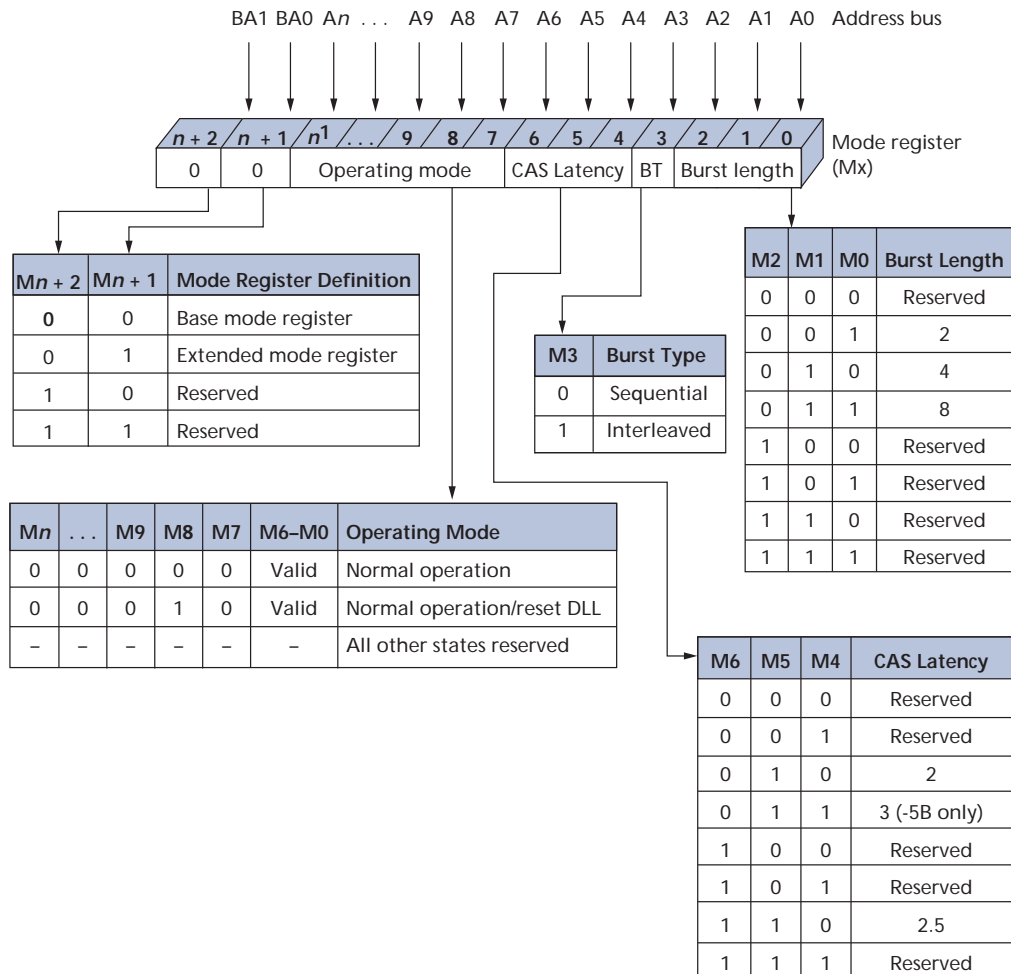 BA1 BA0 An . . . A9 A8 A7 A6 A5 A4 A3 A2 A1 A0 Address bus
n + 2 n + 1 n1 . . . 9 8 7 6 5 4 3 2 1 0
Mode register
(Mx)
0 0 Operating mode CAS Latency BT Burst length
Mn + 2 Mn + 1 Mode Register Definition
0 0 Base mode register
0 1 Extended mode register
1 0 Reserved
1 1 Reserved
M3 Burst Type
0 Sequential
1 Interleaved
M2 M1 M0 Burst Length
0 0 0 Reserved
0 0 1 2
0 1 0 4
0 1 1 8
1 0 0 Reserved
1 0 1 Reserved
1 1 0 Reserved
1 1 1 Reserved
Mn . . . M9 M8 M7 M6–M0 Operating Mode
0 0 0 0 0 Valid Normal operation
0 0 0 1 0 Valid Normal operation/reset DLL
– – – – – – All other states reserved
M6 M5 M4 CAS Latency
0 0 0 Reserved
0 0 1 Reserved
0 1 0 2
0 1 1 3 (-5B only)
1 0 0 Reserved
1 0 1 Reserved
1 1 0 2.5
1 1 1 Reserved